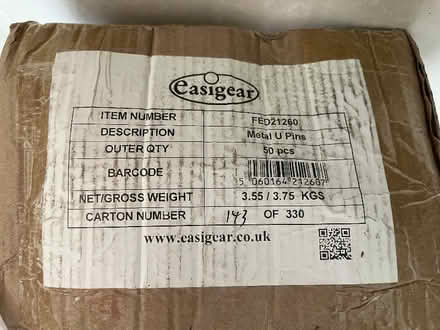 easigear
ITEM NUMBER FED21260
DESCRIPTION Metal U Pins
OUTER QTY 50 pcs
BARCODE 5 060164 212607
NET/GROSS WEIGHT 3.55 / 3.75 KGS
CARTON NUMBER 143 OF 330
www.easigear.co.uk